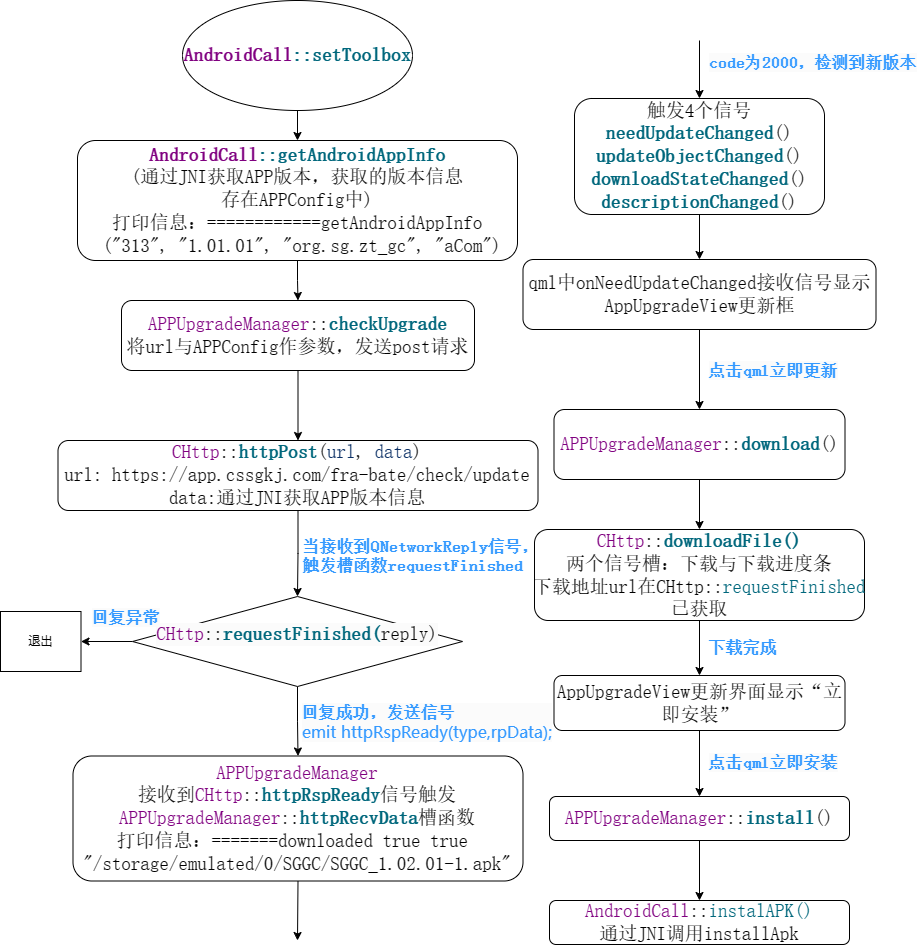 AndroidCall::setToolbox
AndroidCall::getAndroidAppInfo
(通过JNI获取APP版本，获取的版本信息
存在APPConfig中)
打印信息：============getAndroidAppInfo
("313", "1.01.01", "org.sg.zt_gc", "aCom")
APPUpgradeManager::checkUpgrade
将url与APPConfig作参数，发送post请求
CHttp::httpPost(url, data)
url: https://app.cssgkj.com/fra-bate/check/update
data:通过JNI获取APP版本信息
当接收到QNetworkReply信号，
触发槽函数requestFinished
回复异常
退出
CHttp::requestFinished(reply)
回复成功，发送信号
emit httpRspReady(type,rpData);
APPUpgradeManager
接收到CHttp::httpRspReady信号触发
APPUpgradeManager::httpRecvData槽函数
打印信息：=======downloaded true true
"/storage/emulated/0/SGGC/SGGC_1.02.01-1.apk"
code为2000，检测到新版本
触发4个信号
needUpdateChanged()
updateObjectChanged()
downloadStateChanged()
descriptionChanged()
qml中onNeedUpdateChanged接收信号显示
AppUpgradeView更新框
点击qml立即更新
APPUpgradeManager::download()
CHttp::downloadFile()
两个信号槽：下载与下载进度条
下载地址url在CHttp::requestFinished
已获取
下载完成
AppUpgradeView更新界面显示“立
即安装”
点击qml立即安装
APPUpgradeManager::install()
AndroidCall::instalAPK()
通过JNI调用installApk